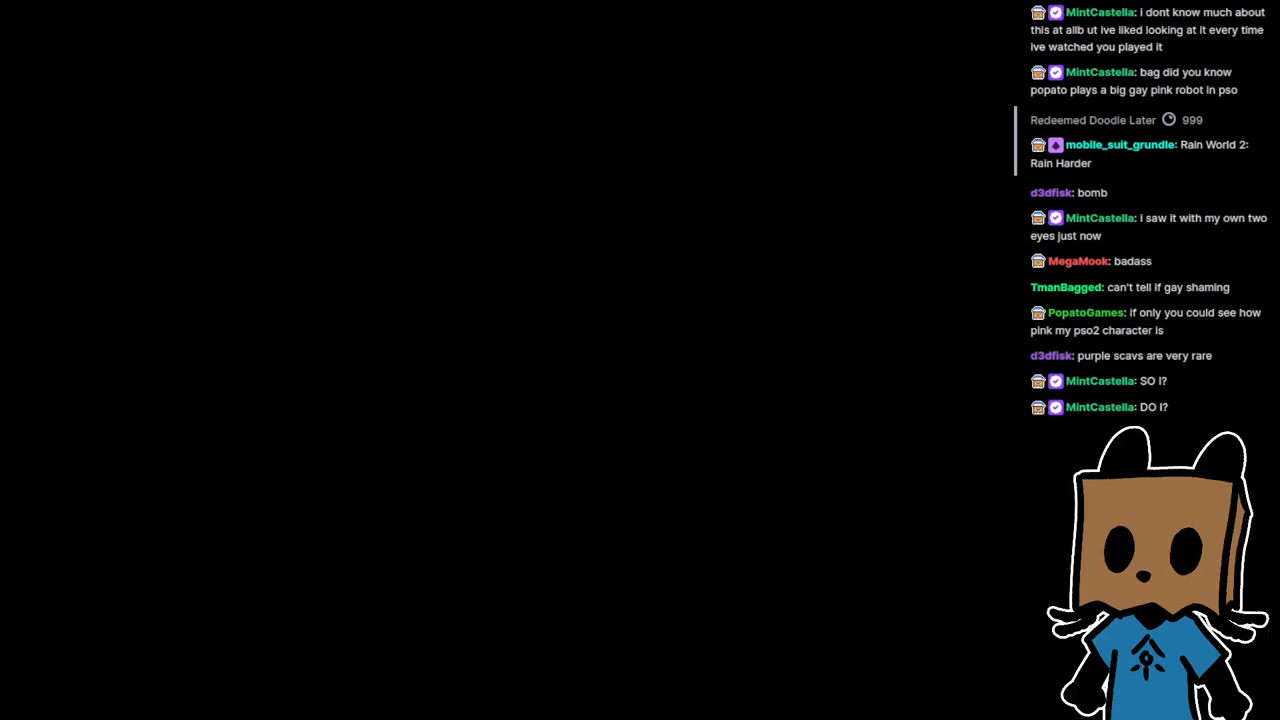 MintCastella: i dont know much about
this at allb ut ive liked looking at it every time
ive watched you played it
MintCastella: bag did you know
popato plays a big gay pink robot in pso
Redeemed Doodle Later 999
mobile_suit_grundle: Rain World 2:
Rain Harder
d3dfisk: bomb
MintCastella: i saw it with my own two
eyes just now
MegaMook: badass
TmanBagged: can't tell if gay shaming
PopatoGames: if only you could see how
pink my pso2 character is
d3dfisk: purple scavs are very rare
MintCastella: SO I?
MintCastella: DO I?